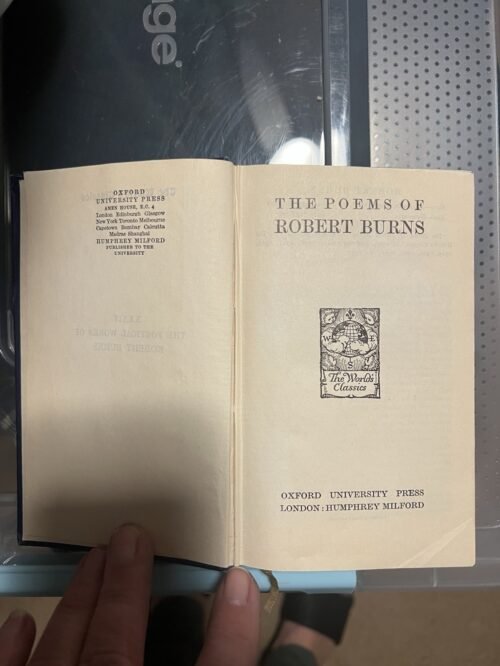 OXFORD
UNIVERSITY PRESS
AMEN HOUSE, E.C. 4
London Edinburgh Glasgow
New York Toronto Melbourne
Capetown Bombay Calcutta
Madras Shanghai
HUMPHREY MILFORD
PUBLISHER TO THE
UNIVERSITY
THE POEMS OF
ROBERT BURNS
W E
S
The World's
Classics
OXFORD UNIVERSITY PRESS
LONDON : HUMPHREY MILFORD